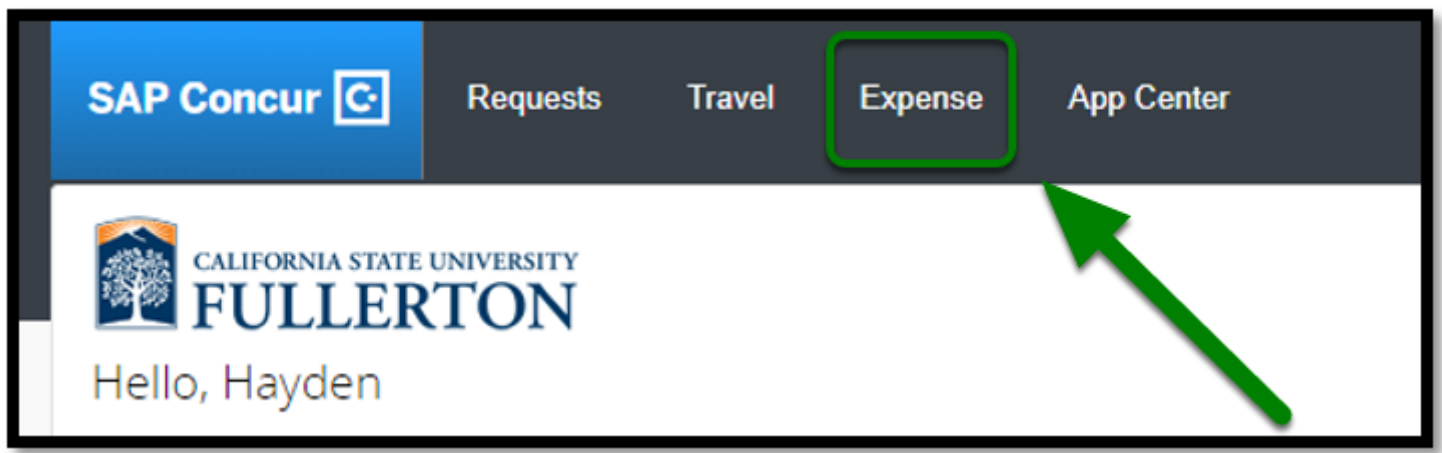 SAP Concur C Requests Travel Expense App Center
CALIFORNIA STATE UNIVERSITY
FULLERTON
Hello, Hayden